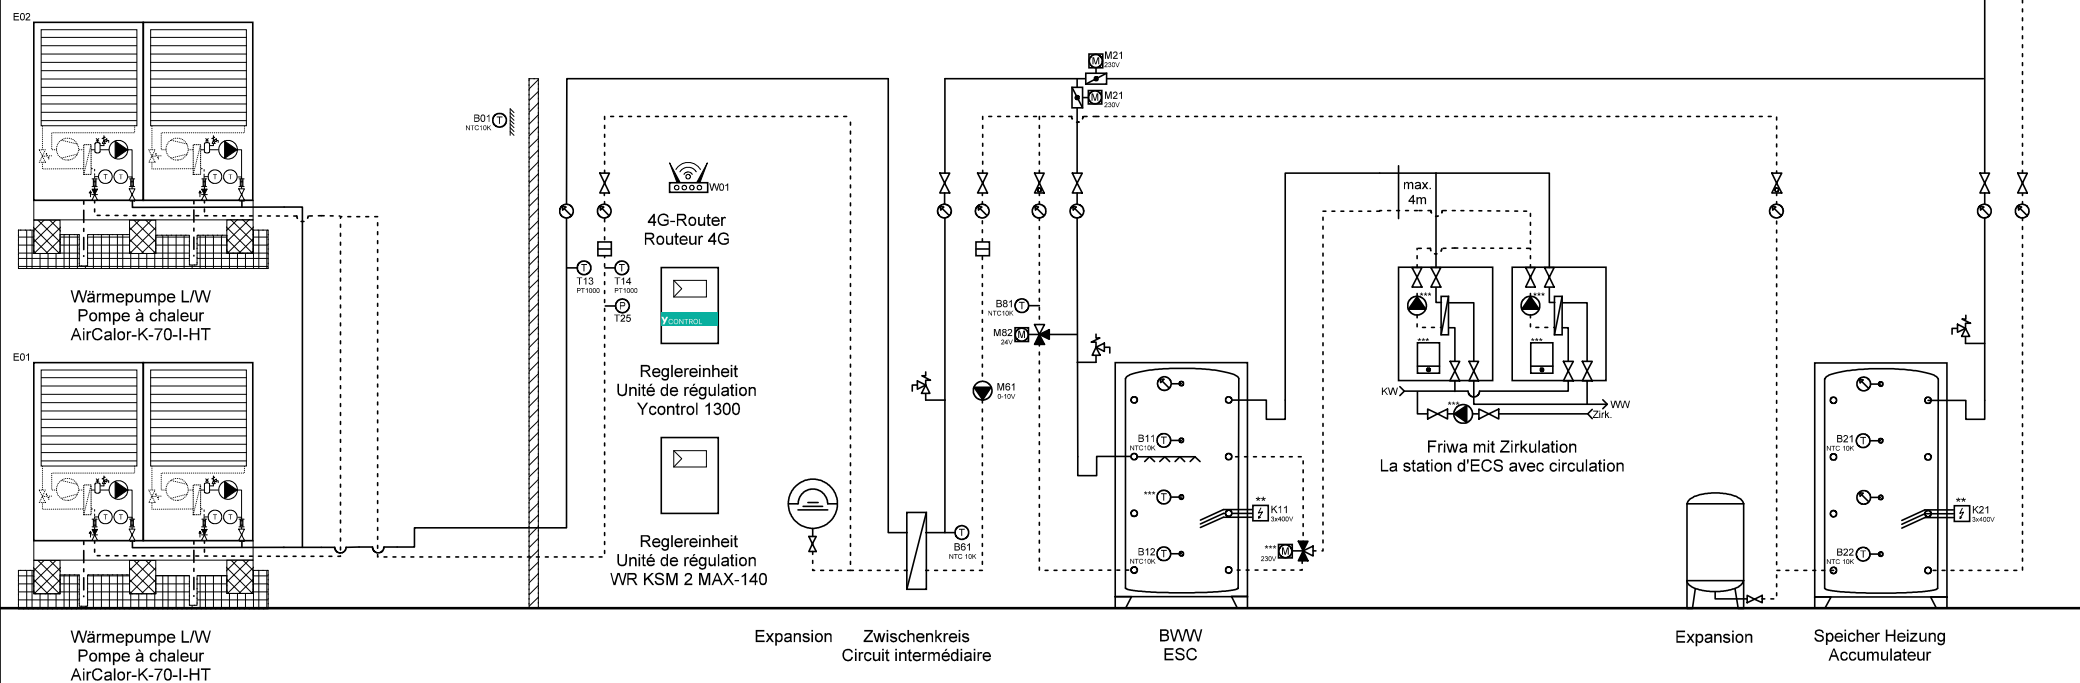 E02
Wärmepumpe L/W
Pompe à chaleur
AirCalor-K-70-I-HT
E01
Wärmepumpe L/W
Pompe à chaleur
AirCalor-K-70-I-HT
B01
NTC10K
T
T13
PT1000
T14
PT1000
P
T25
W01
4G-Router
Routeur 4G
YCONTROL
Reglereinheit
Unité de régulation
Ycontrol 1300
Reglereinheit
Unité de régulation
WR KSM 2 MAX-140
Expansion
Zwischenkreis
Circuit intermédiaire
B61
NTC 10K
M61
0-10V
M
M21
230V
M
M21
230V
B81
NTC10K
M82
24V
B11
NTC10K
***
B12
NTC10K
**
K11
3x400V
***
230V
BWW
ESC
max.
4m
***
***
***
***
KW
***
WW
Zirk.
Friwa mit Zirkulation
La station d'ECS avec circulation
Expansion
B21
NTC 10K
B22
NTC 10K
**
K21
3x400V
Speicher Heizung
Accumulateur